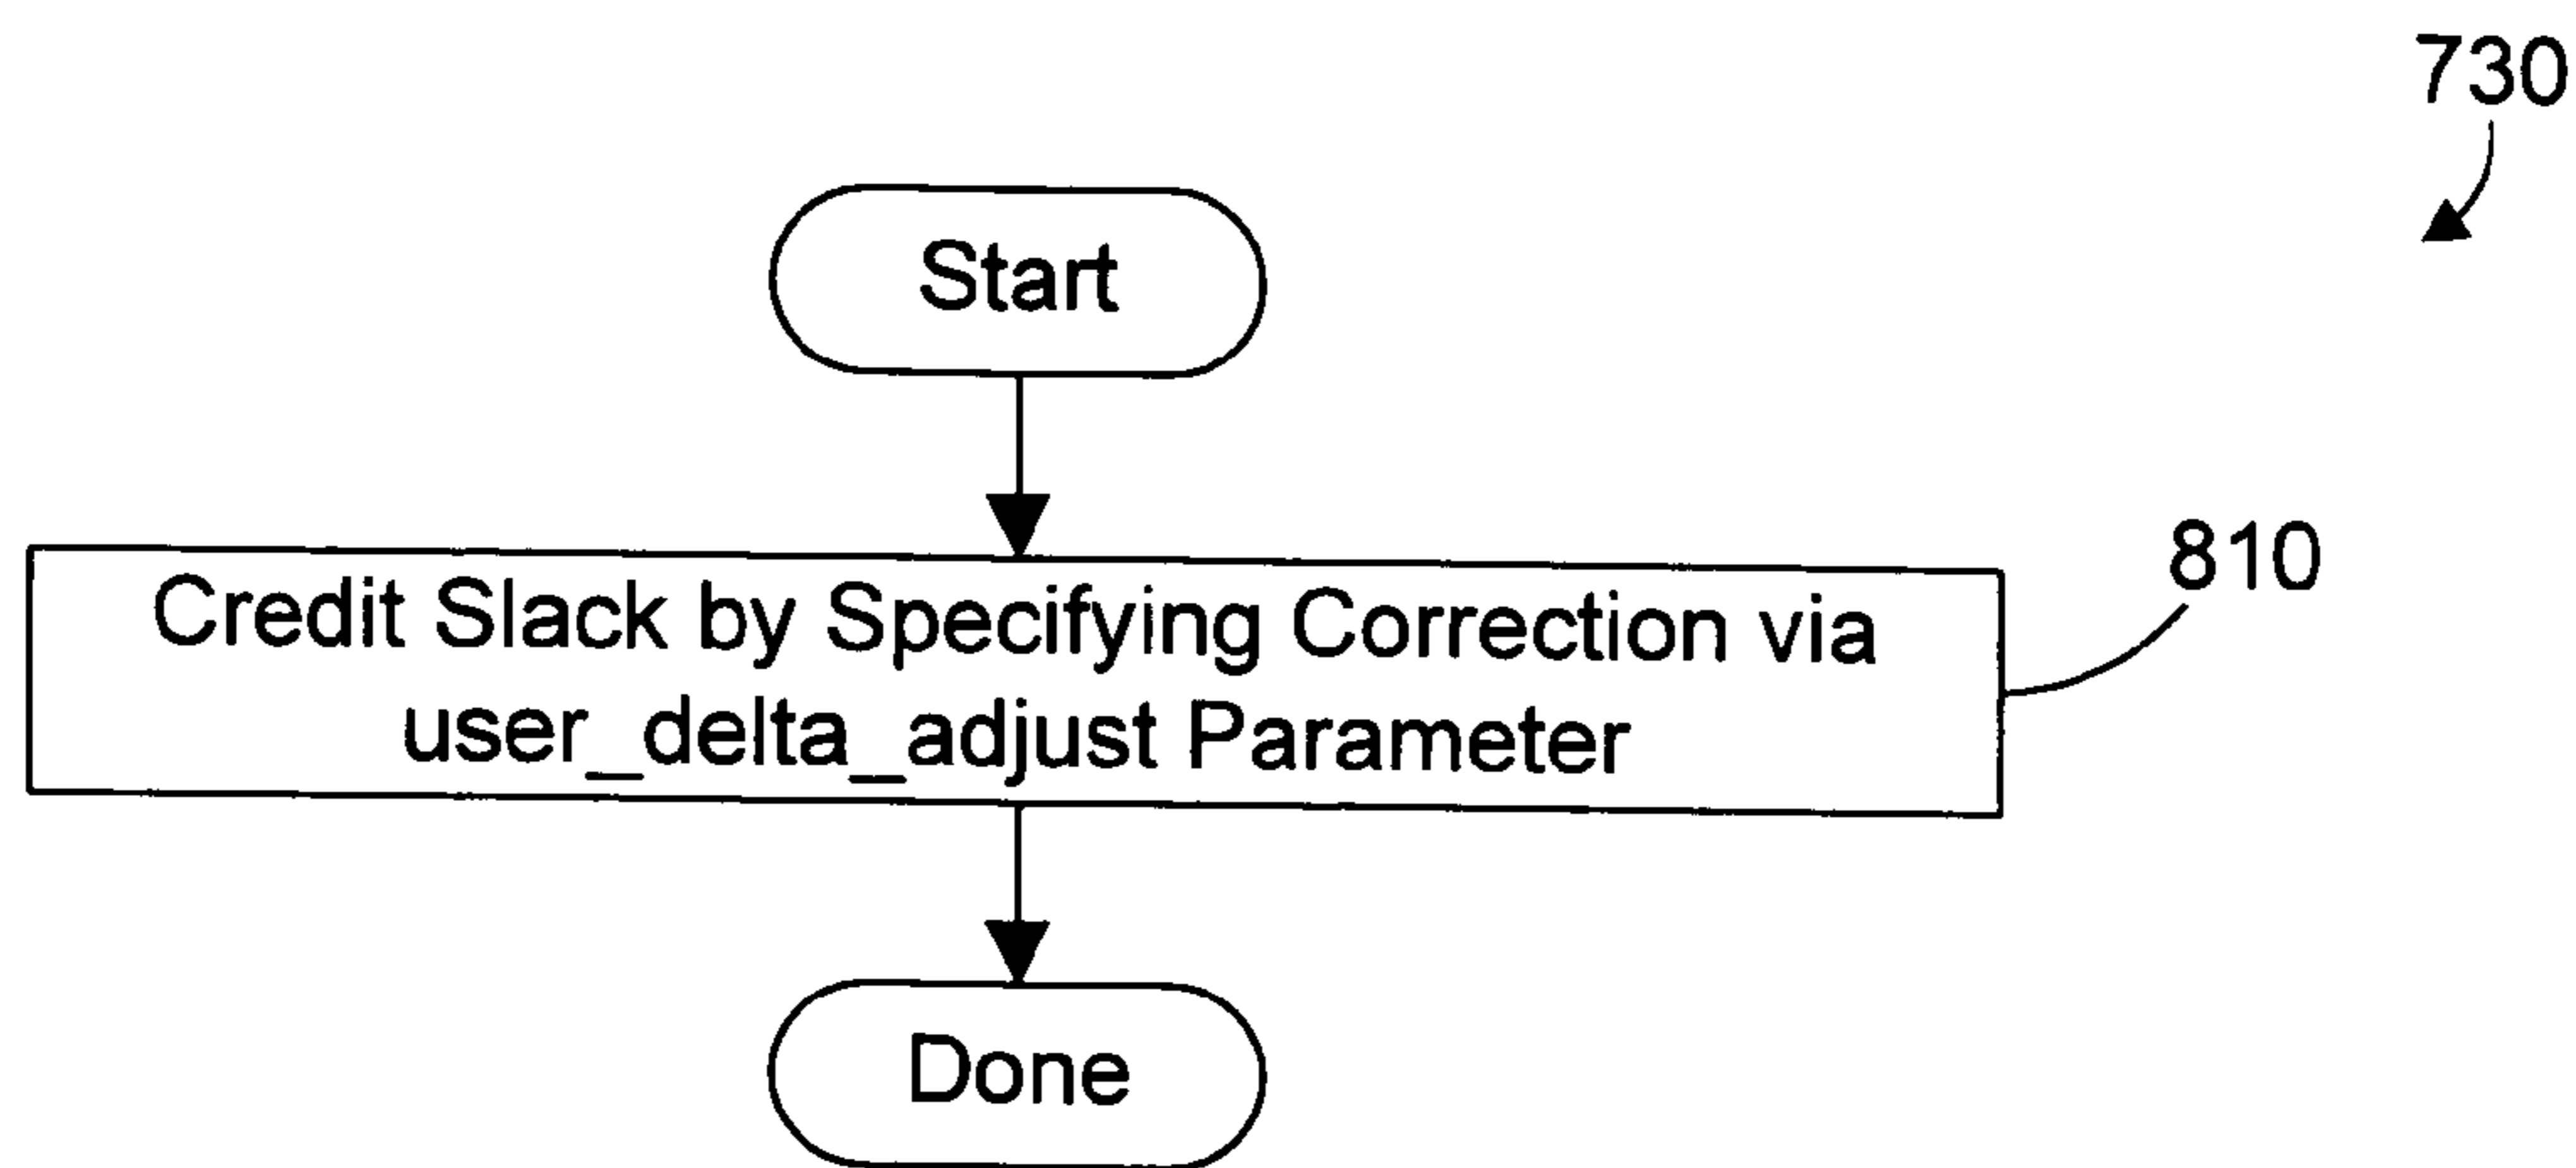 730
Start
Credit Slack by Specifying Correction via
user_delta_adjust Parameter
810
Done